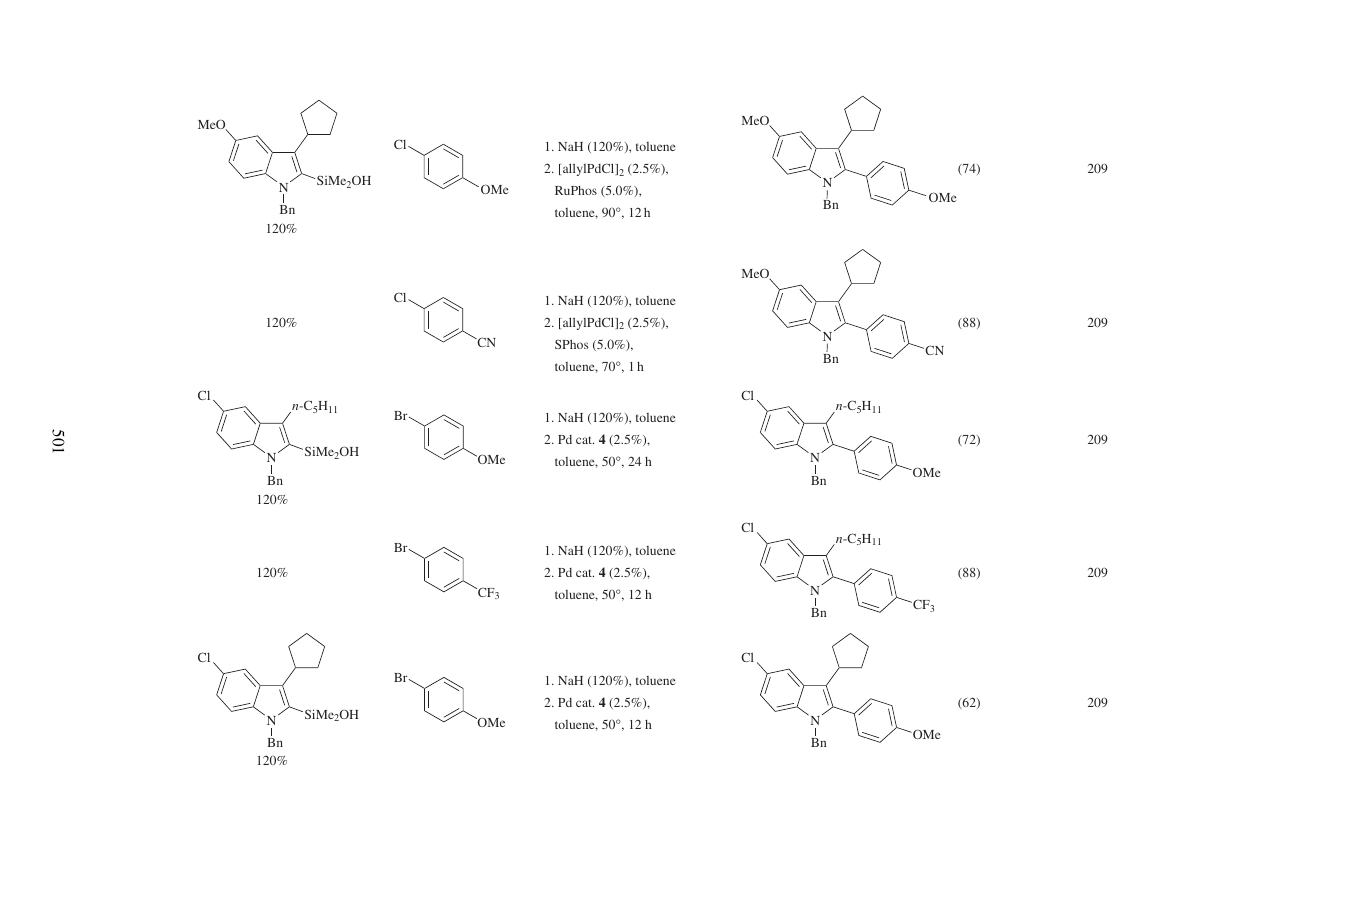 MeO
SiMe2OH
N
Bn
120%
Cl
OMe
1. NaH (120%), toluene
2. [allylPdCl]2 (2.5%),
RuPhos (5.0%),
toluene, 90°, 12 h
MeO
N
Bn
OMe
(74)
209
120%
Cl
CN
1. NaH (120%), toluene
2. [allylPdCl]2 (2.5%),
SPhos (5.0%),
toluene, 70°, 1 h
MeO
N
Bn
CN
(88)
209
Cl
n-C5H11
SiMe2OH
N
Bn
120%
Br
OMe
1. NaH (120%), toluene
2. Pd cat. 4 (2.5%),
toluene, 50°, 24 h
Cl
n-C5H11
N
Bn
OMe
(72)
209
501
120%
Br
CF3
1. NaH (120%), toluene
2. Pd cat. 4 (2.5%),
toluene, 50°, 12 h
Cl
n-C5H11
N
Bn
CF3
(88)
209
Cl
SiMe2OH
N
Bn
120%
Br
OMe
1. NaH (120%), toluene
2. Pd cat. 4 (2.5%),
toluene, 50°, 12 h
Cl
N
Bn
OMe
(62)
209